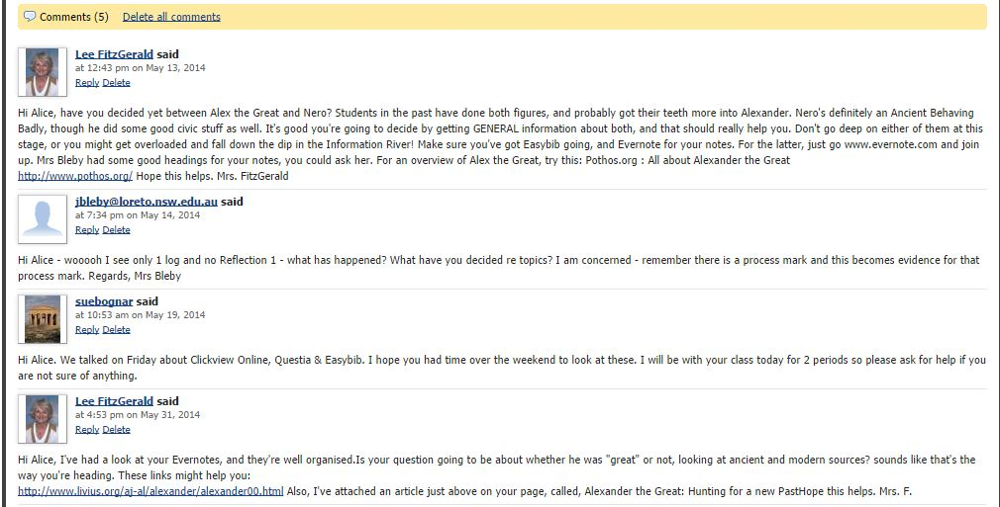 Comments (5) Delete all comments
Lee FitzGerald said
at 12:43 pm on May 13, 2014
Reply Delete
Hi Alice, have you decided yet between Alex the Great and Nero? Students in the past have done both figures, and probably got their teeth more into Alexander. Nero's definitely an Ancient Behaving
Badly, though he did some good civic stuff as well. It's good you're going to decide by getting GENERAL information about both, and that should really help you. Don't go deep on either of them at this
stage, or you might get overloaded and fall down the dip in the Information River! Make sure you've got Easybib going, and Evernote for your notes. For the latter, just go www.evernote.com and join
up. Mrs Bleby had some good headings for your notes, you could ask her. For an overview of Alex the Great, try this: Pothos.org : All about Alexander the Great
http://www.pothos.org/ Hope this helps. Mrs. FitzGerald
jbleby@loreto.nsw.edu.au said
at 7:34 pm on May 14, 2014
Reply Delete
Hi Alice - wooooh I see only 1 log and no Reflection 1 - what has happened? What have you decided re topics? I am concerned - remember there is a process mark and this becomes evidence for that
process mark. Regards, Mrs Bleby
suebognar said
at 10:53 am on May 19, 2014
Reply Delete
Hi Alice. We talked on Friday about Clickview Online, Questia & Easybib. I hope you had time over the weekend to look at these. I will be with your class today for 2 periods so please ask for help if you
are not sure of anything.
Lee FitzGerald said
at 4:53 pm on May 31, 2014
Reply Delete
Hi Alice, I've had a look at your Evernotes, and they're well organised.Is your question going to be about whether he was "great" or not, looking at ancient and modern sources? sounds like that's the
way you're heading. These links might help you:
http://www.livius.org/aj-al/alexander/alexander00.html Also, I've attached an article just above on your page, called, Alexander the Great: Hunting for a new PastHope this helps. Mrs. F.